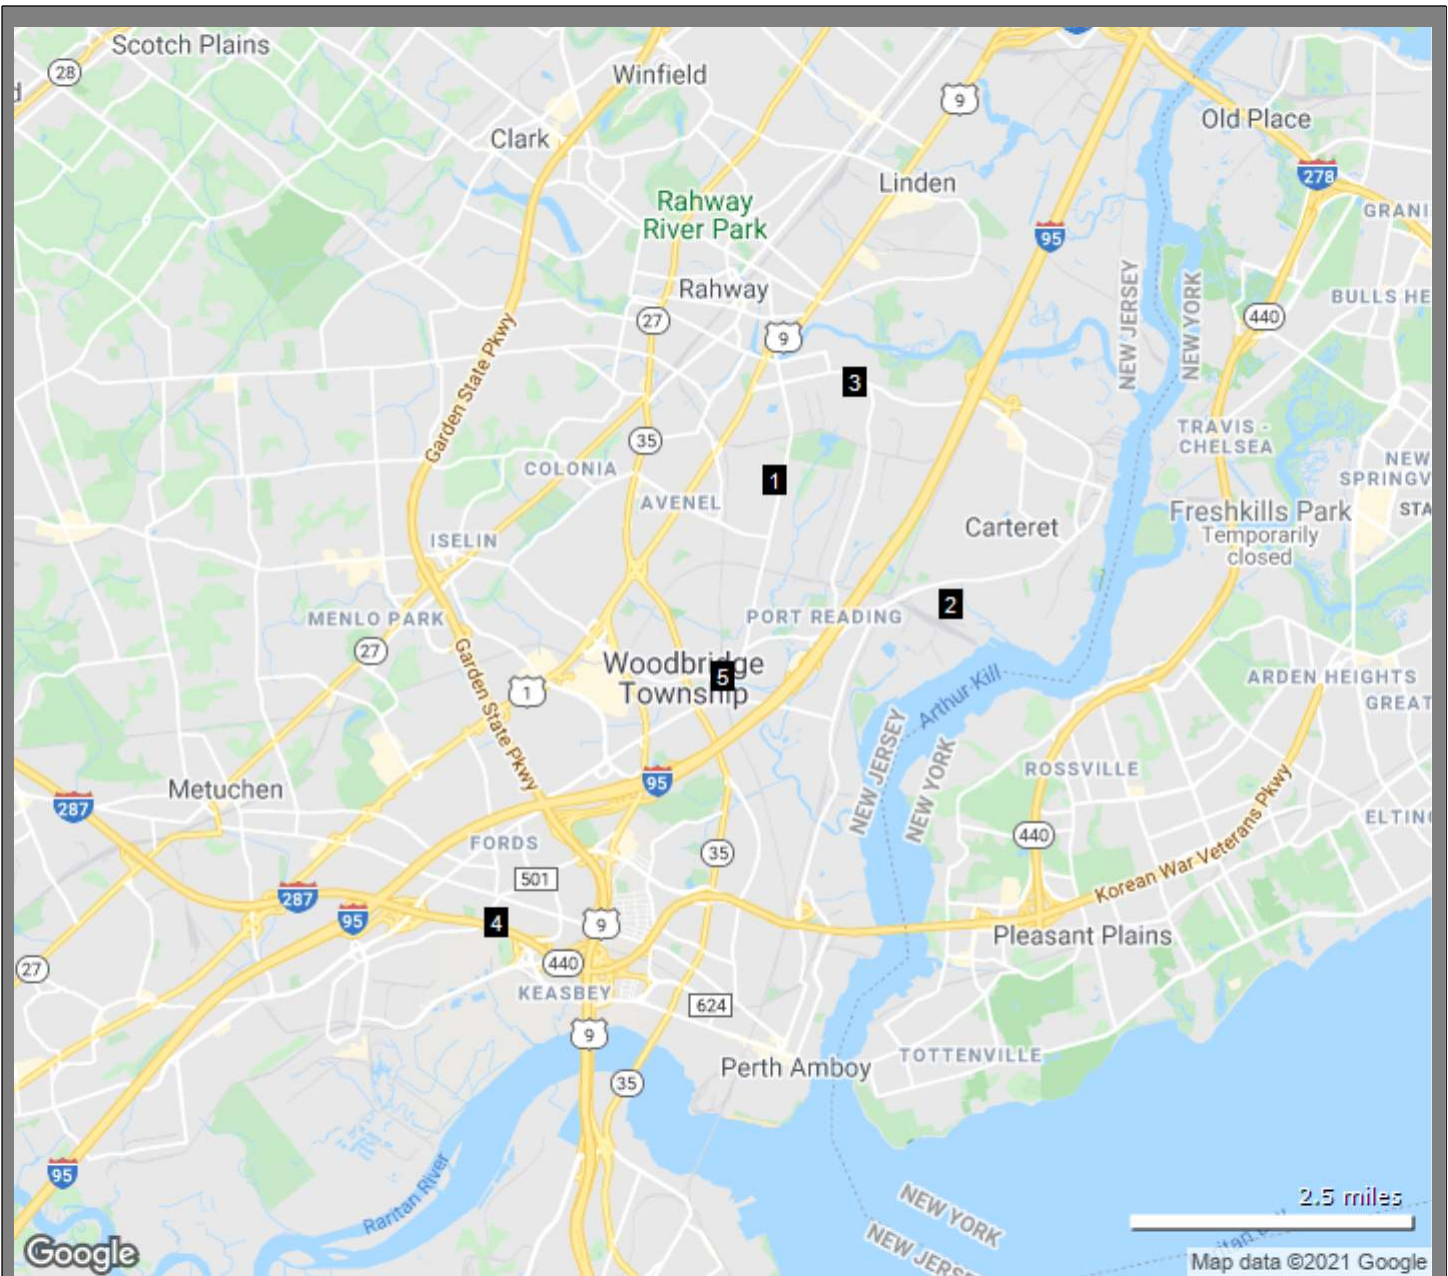 Scotch Plains
28
Winfield
9
Old Place
Clark
Linden
278
Rahway
River Park
GRANI
95
Rahway
NEW JERSEY
NEW YORK
BULLS HE
27
9
440
Garden State Pkwy
3
35
TRAVIS -
CHELSEA
COLONIA
1
NEW
SPRINGV
AVENEL
Freshkills Park
Temporarily
closed
STA
Carteret
ISELIN
2
MENLO PARK
PORT READING
27
Woodbridge
Township
5
Garden State Pkwy
1
Arthur Kill
ARDEN HEIGHTS
GREAT
NEW JERSEY
NEW YORK
95
ROSSVILLE
Metuchen
287
ELTIN
FORDS
35
440
Korean War Veterans Pkwy
501
287
95
4
9
Pleasant Plains
27
440
KEASBEY
624
9
TOTTENVILLE
Perth Amboy
35
95
Raritan River
NEW YORK
NEW JERS
2.5 miles
Google
Map data ©2021 Google